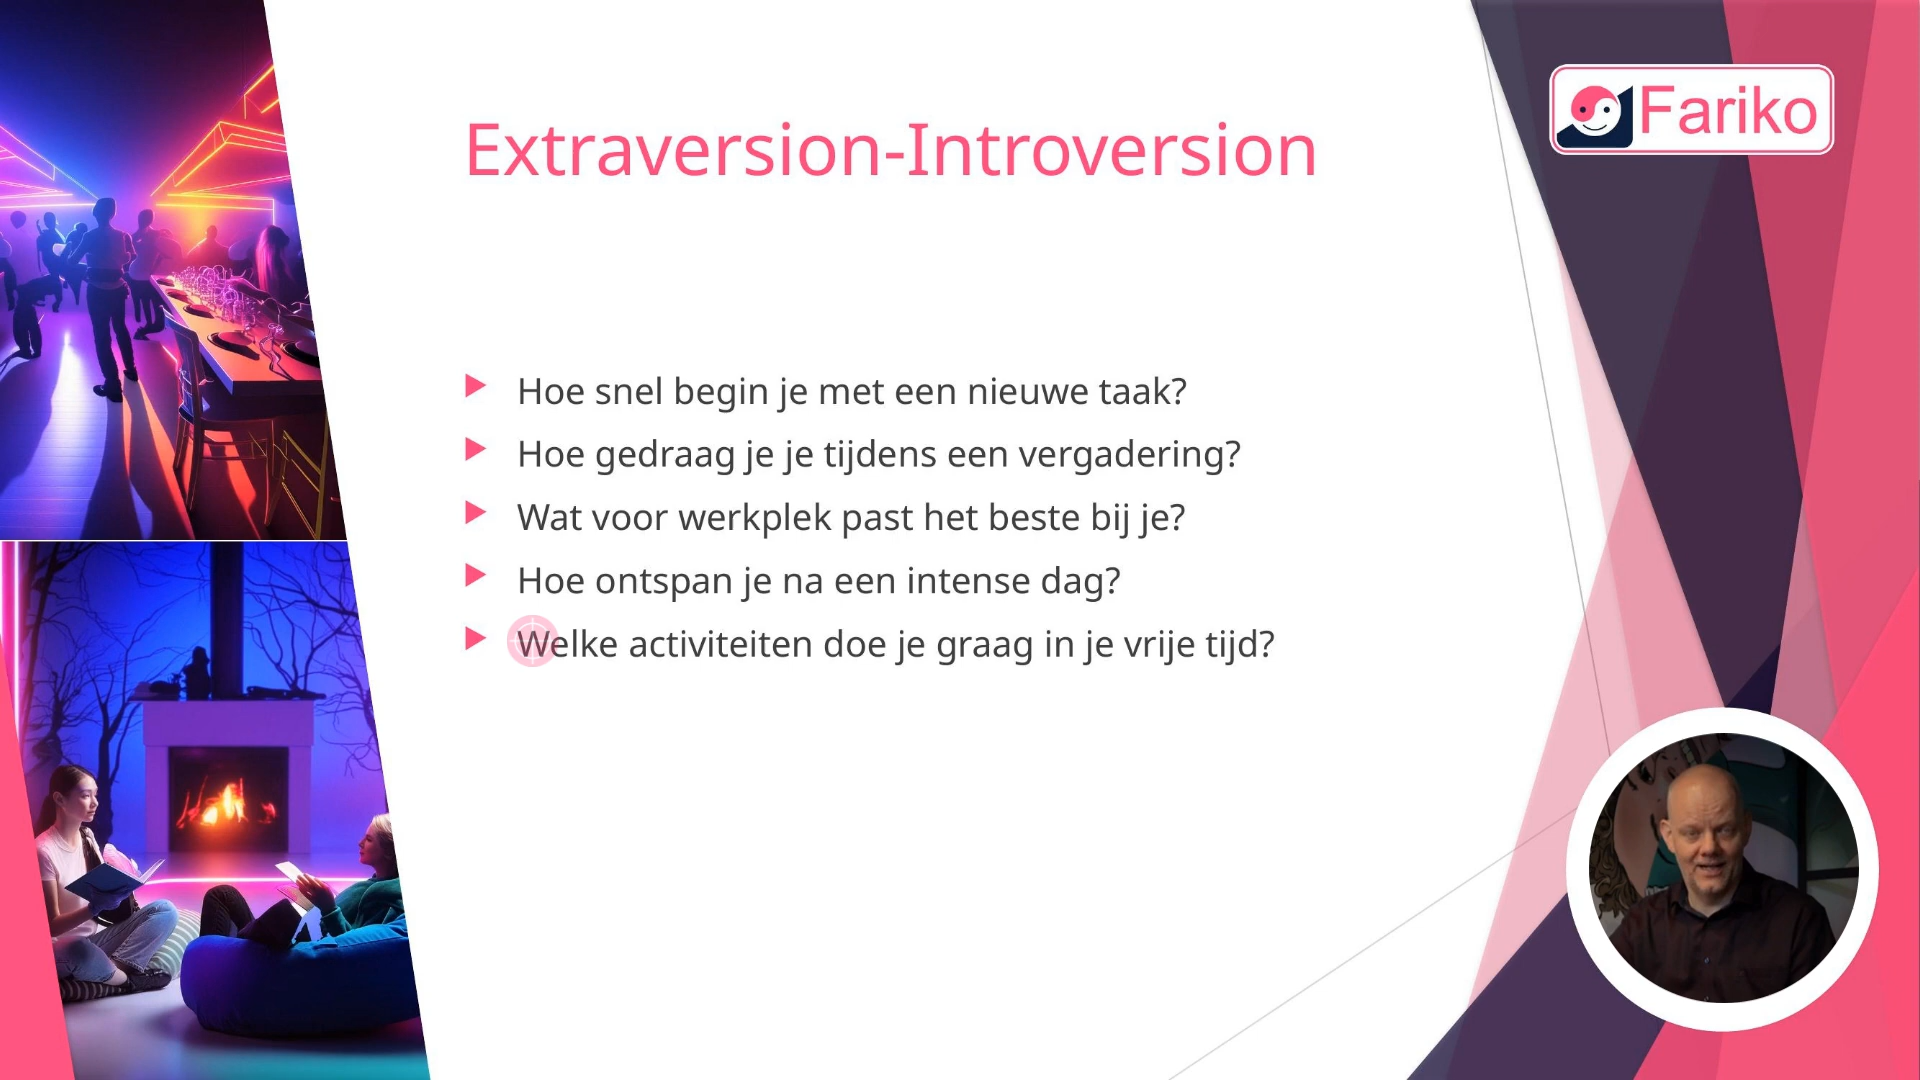 Extraversion-Introversion
Fariko
Hoe snel begin je met een nieuwe taak?
Hoe gedraag je je tijdens een vergadering?
Wat voor werkplek past het beste bij je?
Hoe ontspan je na een intense dag?
Welke activiteiten doe je graag in je vrije tijd?